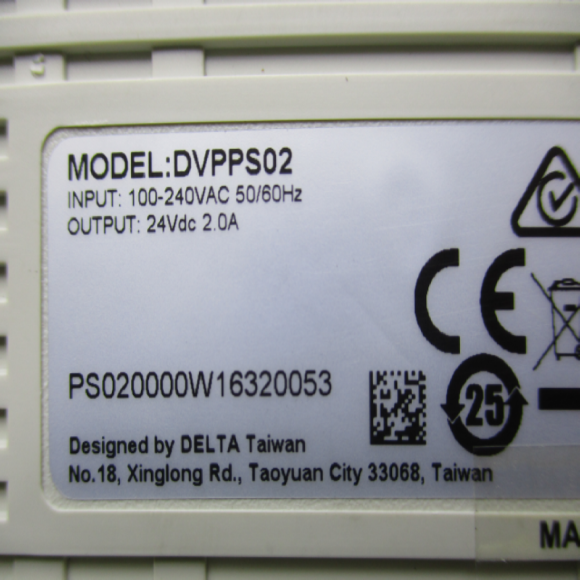 MODEL:DVPPS02
INPUT: 100-240VAC 50/60Hz
OUTPUT: 24Vdc 2.0A
CE
PS020000W16320053
25
Designed by DELTA Taiwan
No.18, Xinglong Rd., Taoyuan City 33068, Taiwan
MA